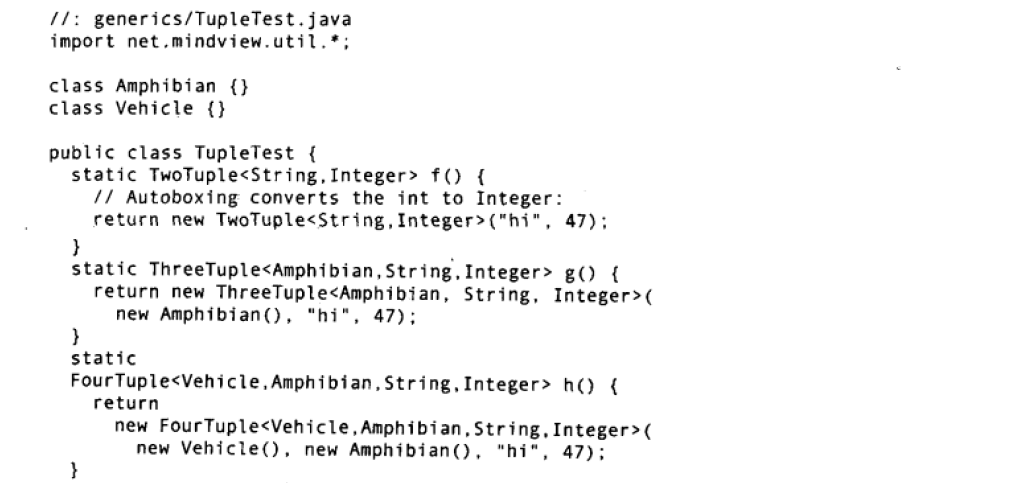 //: generics/TupleTest.java
import net.mindview.util.*;

class Amphibian {}
class Vehicle {}

public class TupleTest {
  static TwoTuple<String,Integer> f() {
    // Autoboxing converts the int to Integer:
    return new TwoTuple<String,Integer>("hi", 47);
  }
  static ThreeTuple<Amphibian,String,Integer> g() {
    return new ThreeTuple<Amphibian, String, Integer>(
      new Amphibian(), "hi", 47);
  }
  static
  FourTuple<Vehicle,Amphibian,String,Integer> h() {
    return
      new FourTuple<Vehicle,Amphibian,String,Integer>(
        new Vehicle(), new Amphibian(), "hi", 47);
  }